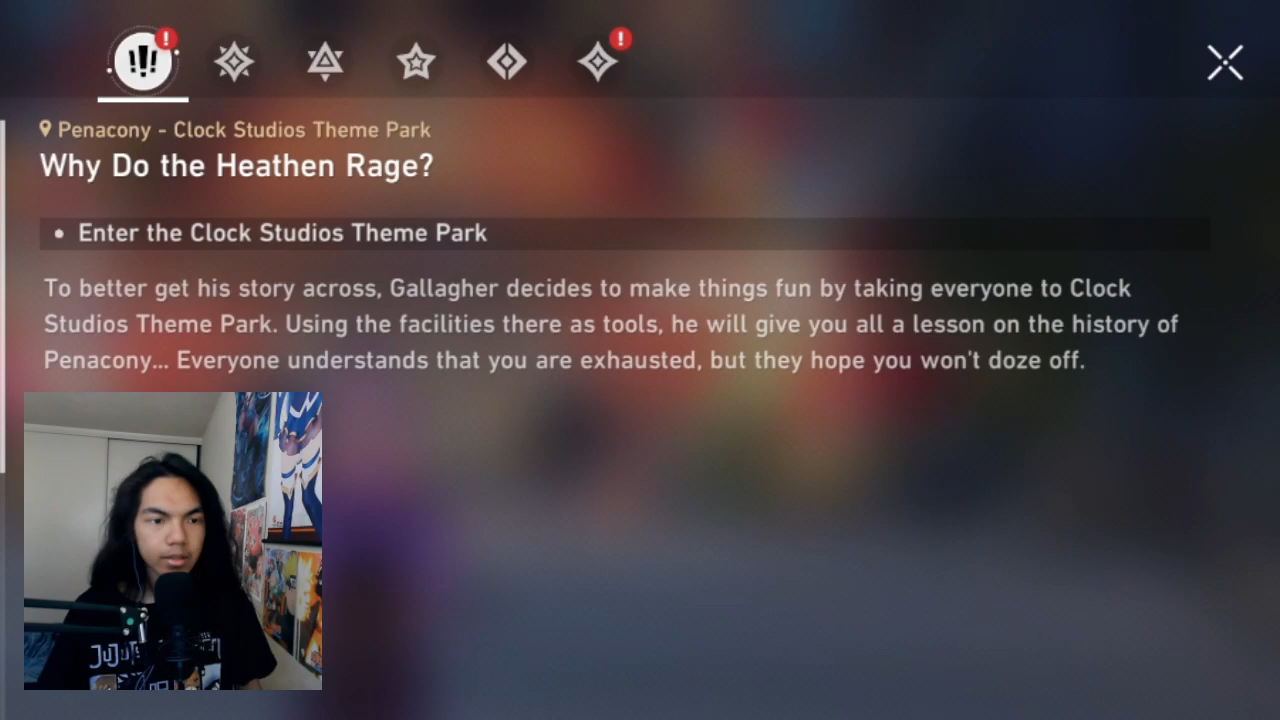 Penacony - Clock Studios Theme Park
Why Do the Heathen Rage?
• Enter the Clock Studios Theme Park
To better get his story across, Gallagher decides to make things fun by taking everyone to Clock
Studios Theme Park. Using the facilities there as tools, he will give you all a lesson on the history of
Penacony... Everyone understands that you are exhausted, but they hope you won't doze off.